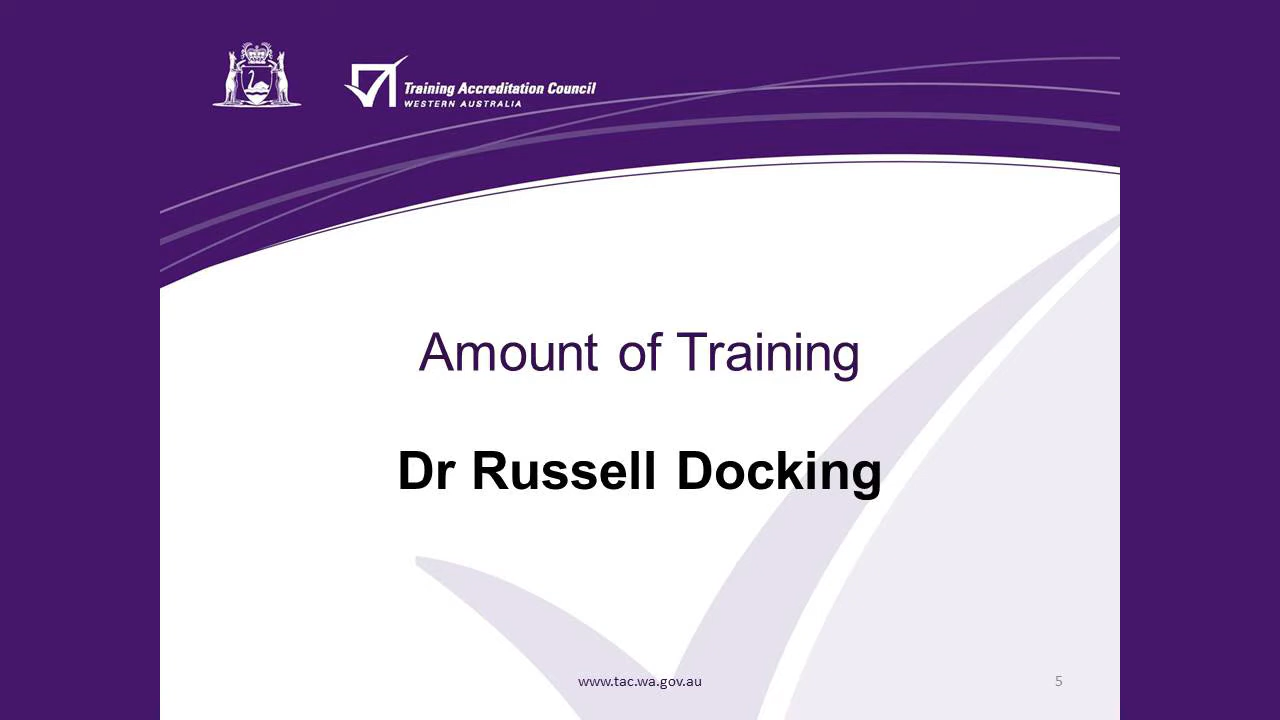 Training Accreditation Council
WESTERN AUSTRALIA
Amount of Training
Dr Russell Docking
www.tac.wa.gov.au
5